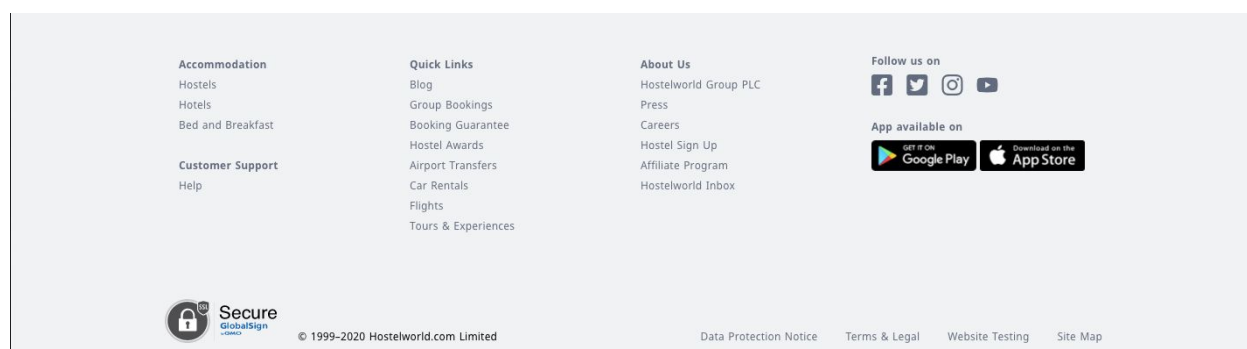 Accommodation
Hostels
Hotels
Bed and Breakfast
Customer Support
Help
Quick Links
Blog
Group Bookings
Booking Guarantee
Hostel Awards
Airport Transfers
Car Rentals
Flights
Tours & Experiences
About Us
Hostelworld Group PLC
Press
Careers
Hostel Sign Up
Affiliate Program
Hostelworld Inbox
Follow us on
App available on
GET IT ON
Google Play
Download on the
App Store
SSL
Secure
GlobalSign
by GMO
© 1999–2020 Hostelworld.com Limited
Data Protection Notice
Terms & Legal
Website Testing
Site Map